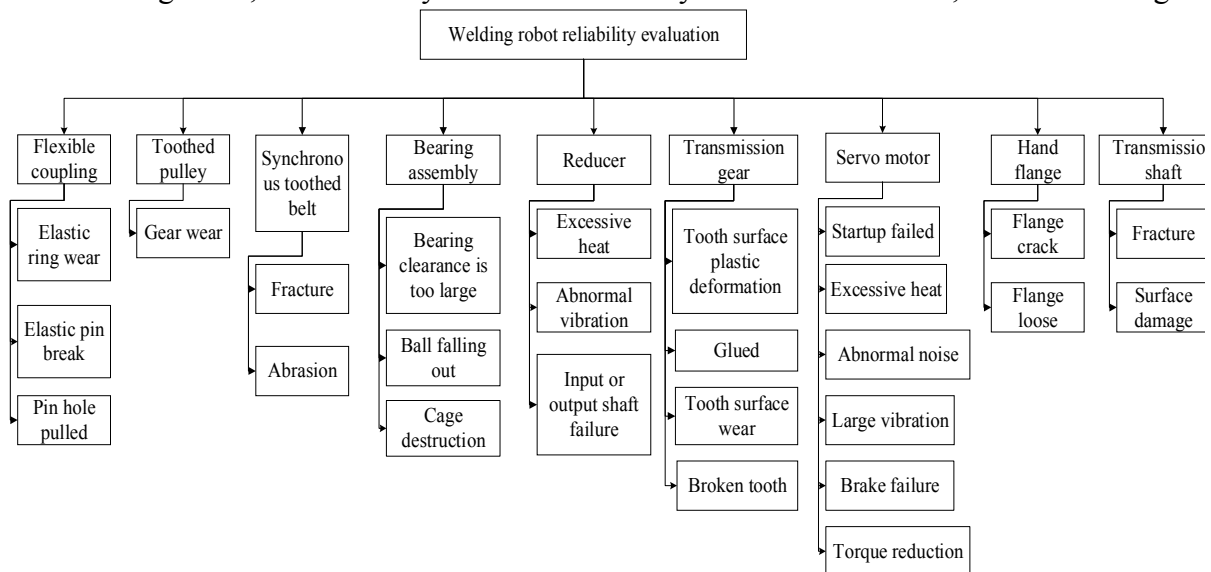 Welding robot reliability evaluation
Flexible
coupling
Elastic
ring wear
Elastic pin
break
Pin hole
pulled
Toothed
pulley
Gear wear
Synchrono
us toothed
belt
Fracture
Abrasion
Bearing
assembly
Bearing
clearance is
too large
Ball falling
out
Cage
destruction
Reducer
Excessive
heat
Abnormal
vibration
Input or
output shaft
failure
Transmission
gear
Tooth surface
plastic
deformation
Glued
Tooth surface
wear
Broken tooth
Servo motor
Startup failed
Excessive heat
Abnormal noise
Large vibration
Brake failure
Torque reduction
Hand
flange
Flange
crack
Flange
loose
Transmission
shaft
Fracture
Surface
damage